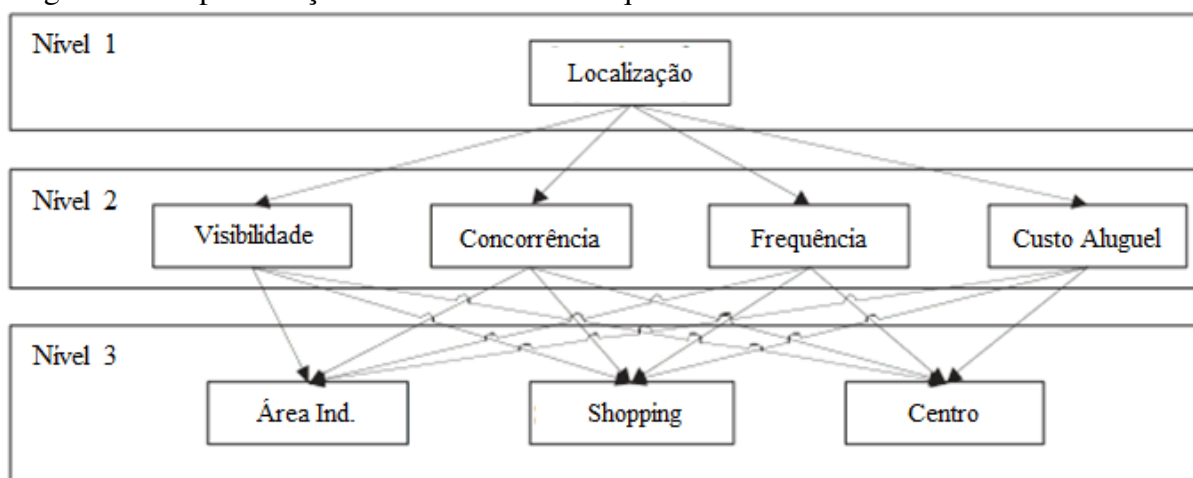 Nível 1
Localização
Nível 2
Visibilidade
Concorrência
Frequência
Custo Aluguel
Nível 3
Área Ind.
Shopping
Centro